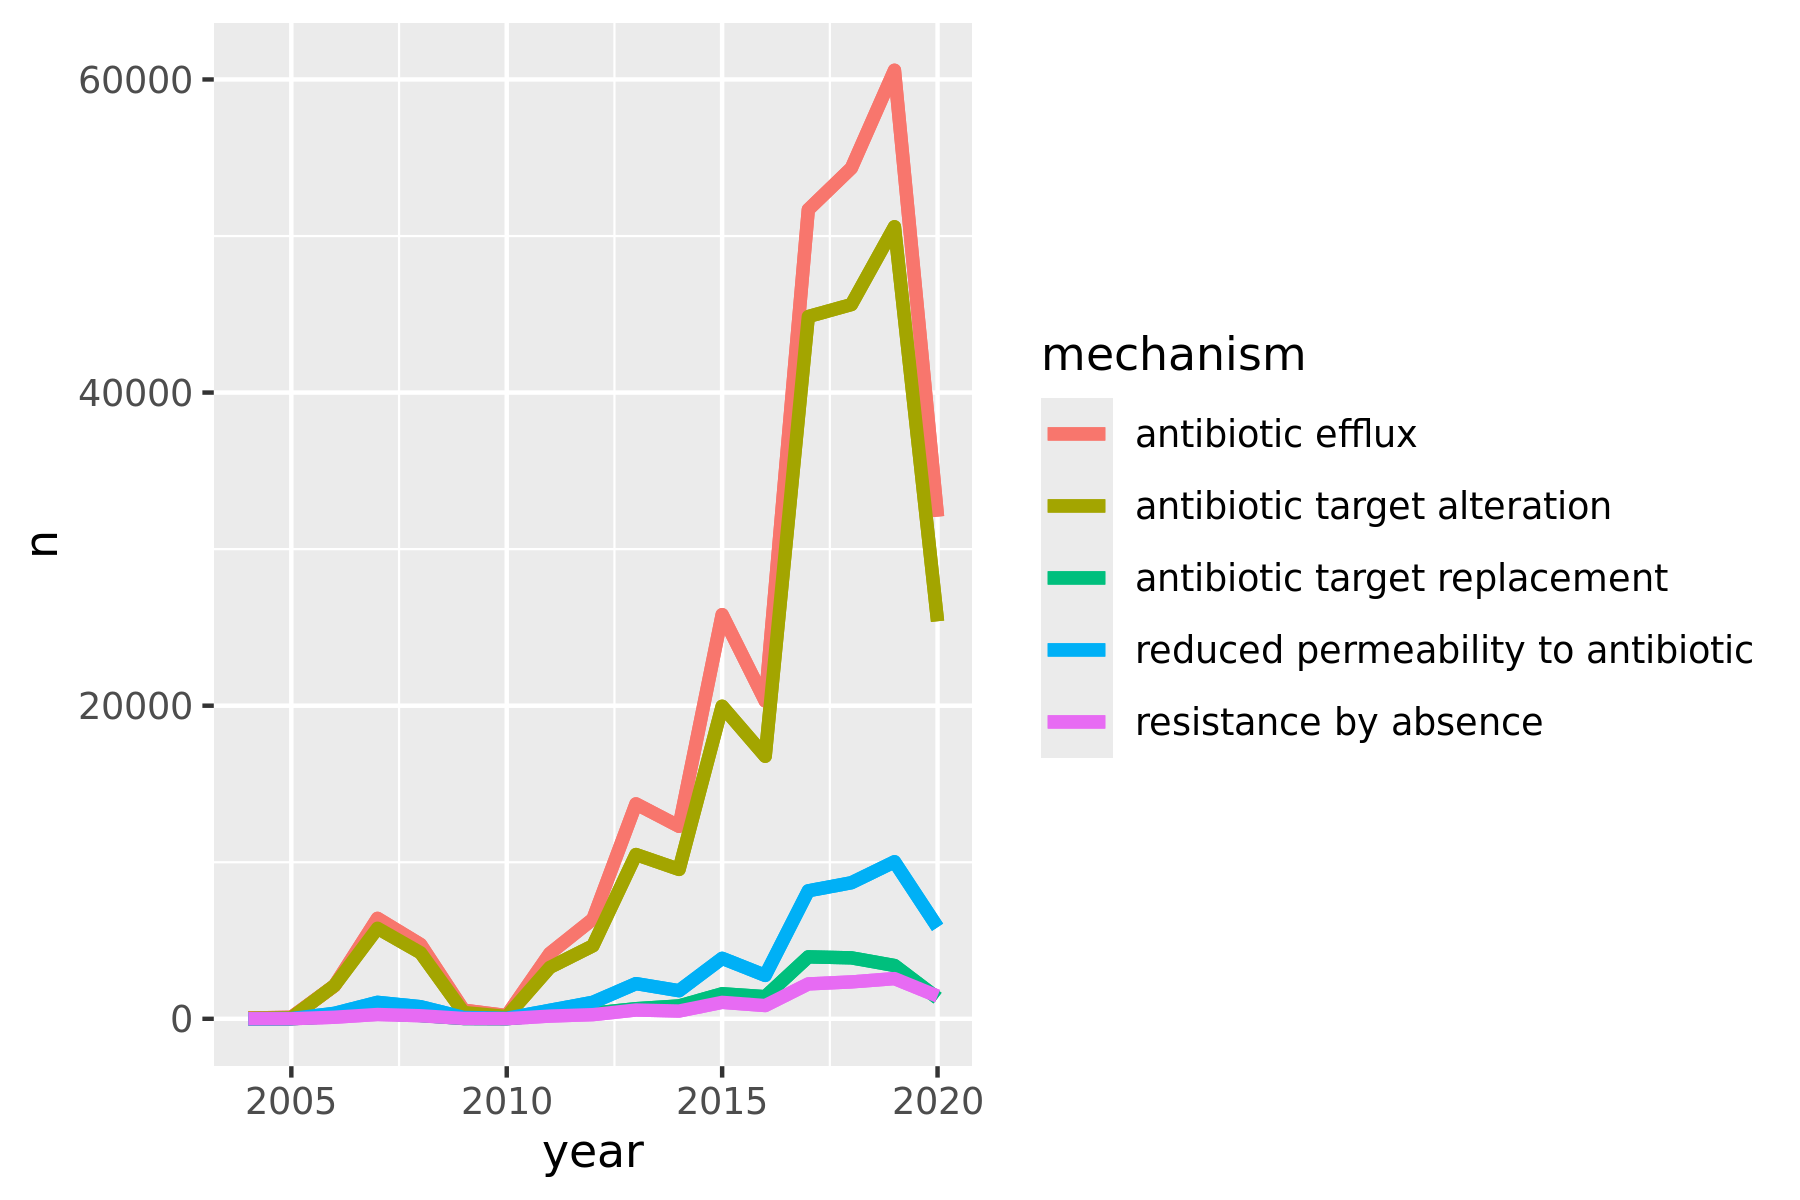 60000
40000
20000
0
n
2005 2010 2015 2020
year
mechanism
antibiotic efflux
antibiotic target alteration
antibiotic target replacement
reduced permeability to antibiotic
resistance by absence